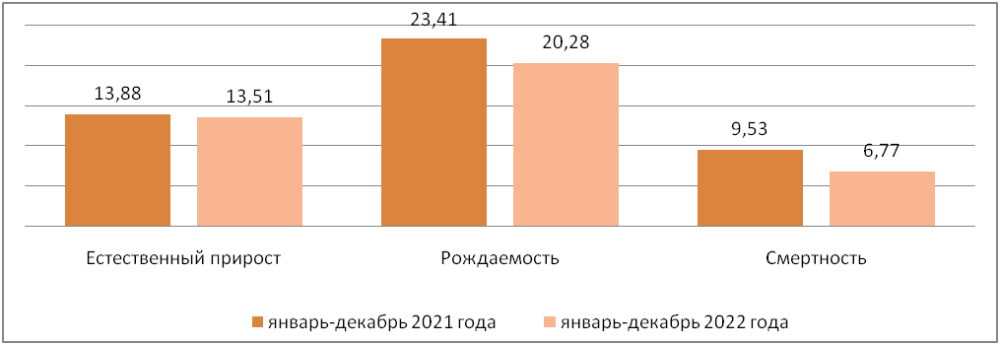 23,41
20,28
13,88
13,51
9,53
6,77
Естественный прирост
Рождаемость
Смертность
январь-декабрь 2021 года
январь-декабрь 2022 года